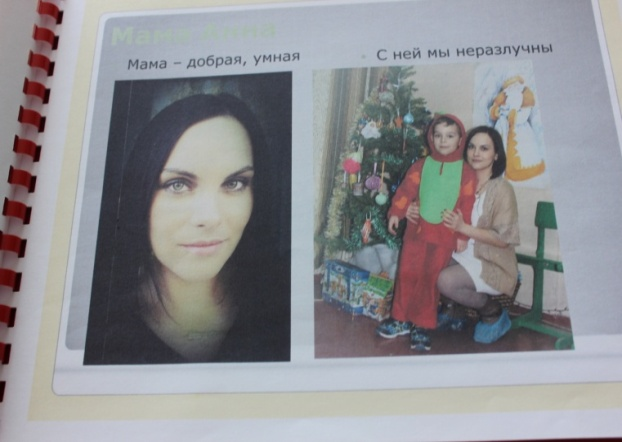 Мама Анна
Мама – добрая, умная
С ней мы неразлучны